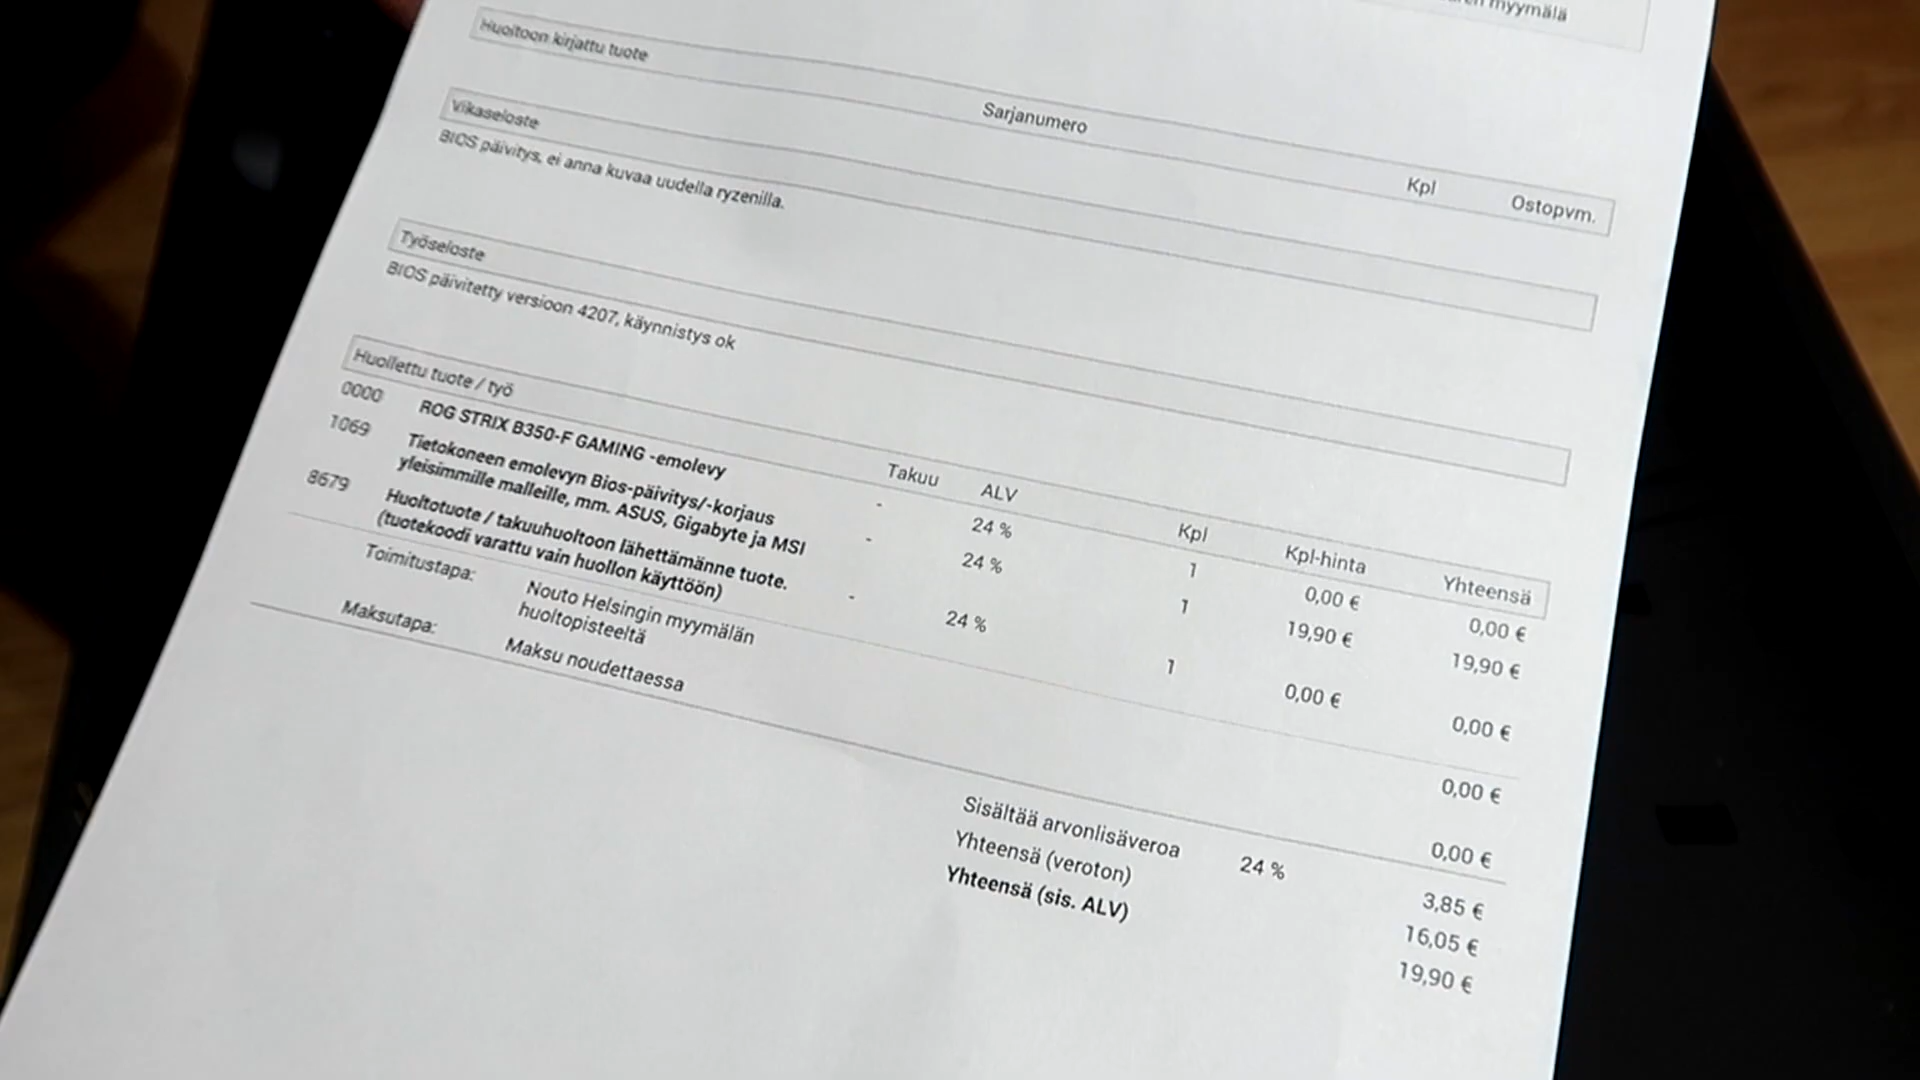 myymälä
Huoltoon kirjattu tuote Sarjanumero Kpl Ostopvm.
Vikaseloste
BIOS päivitys, ei anna kuvaa uudella ryzenilla.
Työseloste
BIOS päivitetty versioon 4207, käynnistys ok
Huollettu tuote / työ Takuu ALV Kpl Kpl-hinta Yhteensä
0000 ROG STRIX B350-F GAMING -emolevy - 24 % 1 0,00 € 0,00 €
1069 Tietokoneen emolevyn Bios-päivitys/-korjaus - 24 % 1 19,90 € 19,90 €
yleisimmille malleille, mm. ASUS, Gigabyte ja MSI
8679 Huoltotuote / takuuhuoltoon lähettämänne tuote. - 24 % 1 0,00 € 0,00 €
(tuotekoodi varattu vain huollon käyttöön)
Toimitustapa: Nouto Helsingin myymälän 0,00 €
huoltopisteeltä
Maksutapa: Maksu noudettaessa 0,00 €
Sisältää arvonlisäveroa 24 % 3,85 €
Yhteensä (veroton) 16,05 €
Yhteensä (sis. ALV) 19,90 €